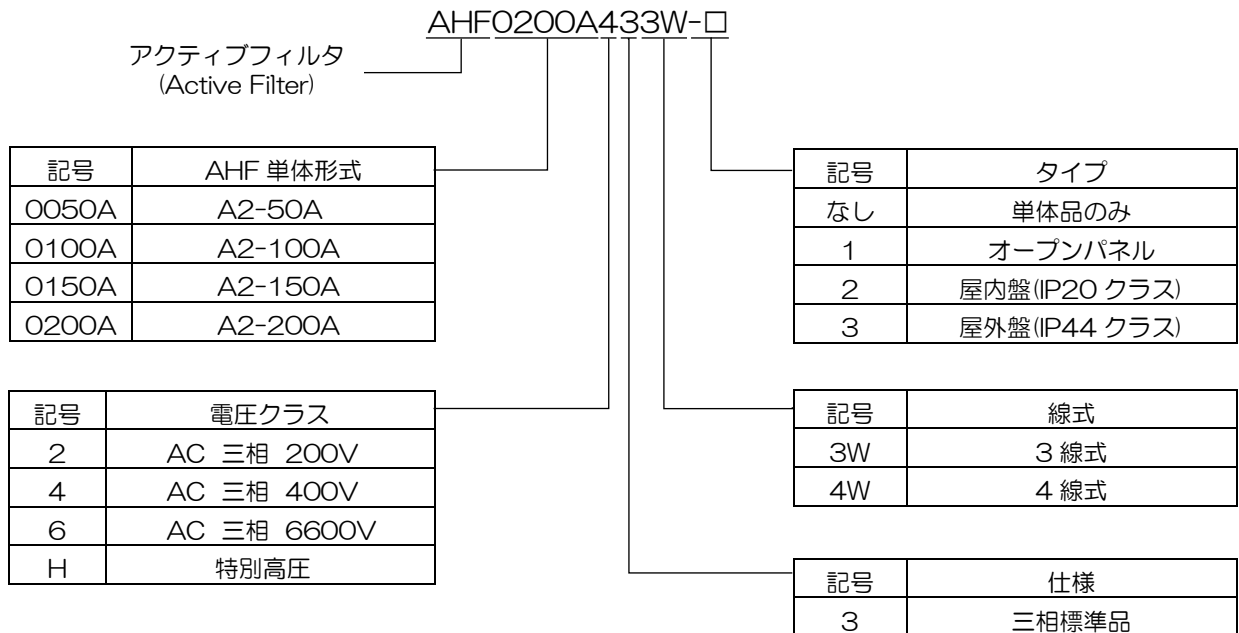 AHF0200A433W-□
アクティブフィルタ
(Active Filter)
記号 AHF 単体形式
0050A A2-50A
0100A A2-100A
0150A A2-150A
0200A A2-200A
記号 タイプ
なし 単体品のみ
1 オープンパネル
2 屋内盤(IP20 クラス)
3 屋外盤(IP44 クラス)
記号 電圧クラス
2 AC 三相 200V
4 AC 三相 400V
6 AC 三相 6600V
H 特別高圧
記号 線式
3W 3 線式
4W 4 線式
記号 仕様
3 三相標準品